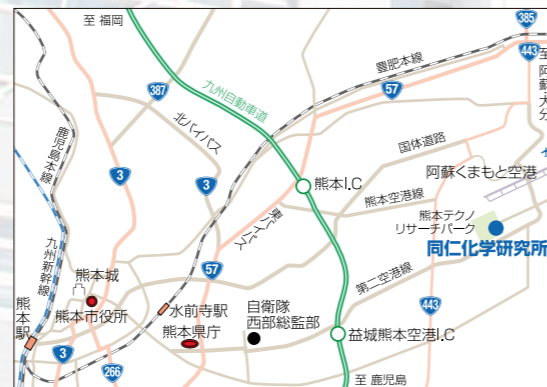 至 福岡
385
443
至 阿蘇・大分
豊肥本線
57
387
九州自動車道
北バイパス
国体道路
鹿児島本線
3
3
熊本I.C
阿蘇くまもと空港
熊本空港線
東バイパス
熊本テクノ
リサーチパーク
同仁化学研究所
九州新幹線
57
第二空港線
熊本城
熊本市役所
水前寺駅
自衛隊
西部総監部
443
熊本駅
熊本県庁
益城熊本空港I.C
3
266
至 鹿児島